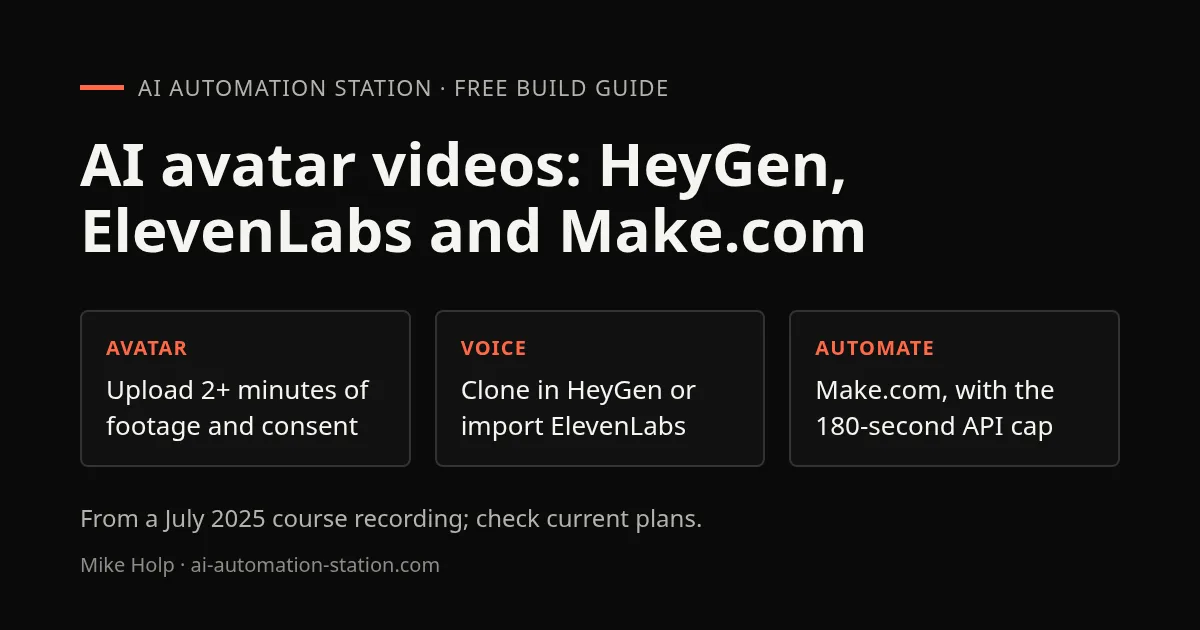 AI AUTOMATION STATION · FREE BUILD GUIDE
AI avatar videos: HeyGen,
ElevenLabs and Make.com
AVATAR
Upload 2+ minutes of
footage and consent
VOICE
Clone in HeyGen or
import ElevenLabs
AUTOMATE
Make.com, with the
180-second API cap
From a July 2025 course recording; check current plans.
Mike Holp · ai-automation-station.com